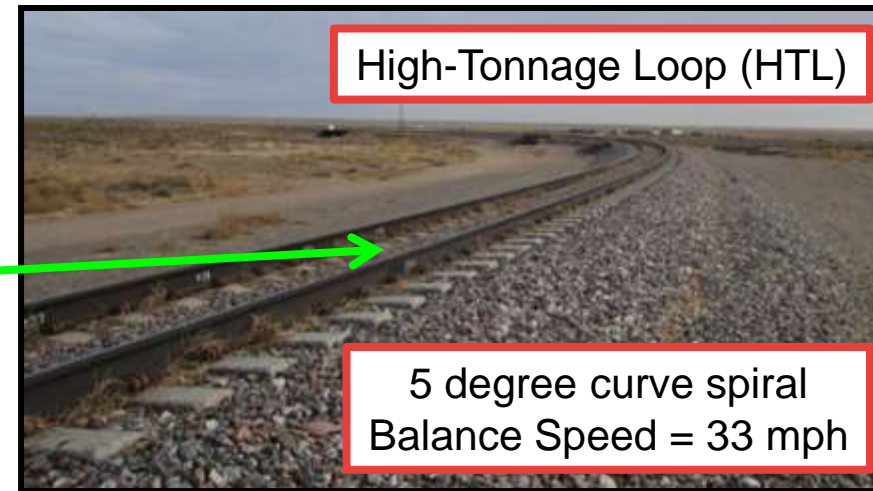 High-Tonnage Loop (HTL)
5 degree curve spiral
Balance Speed = 33 mph